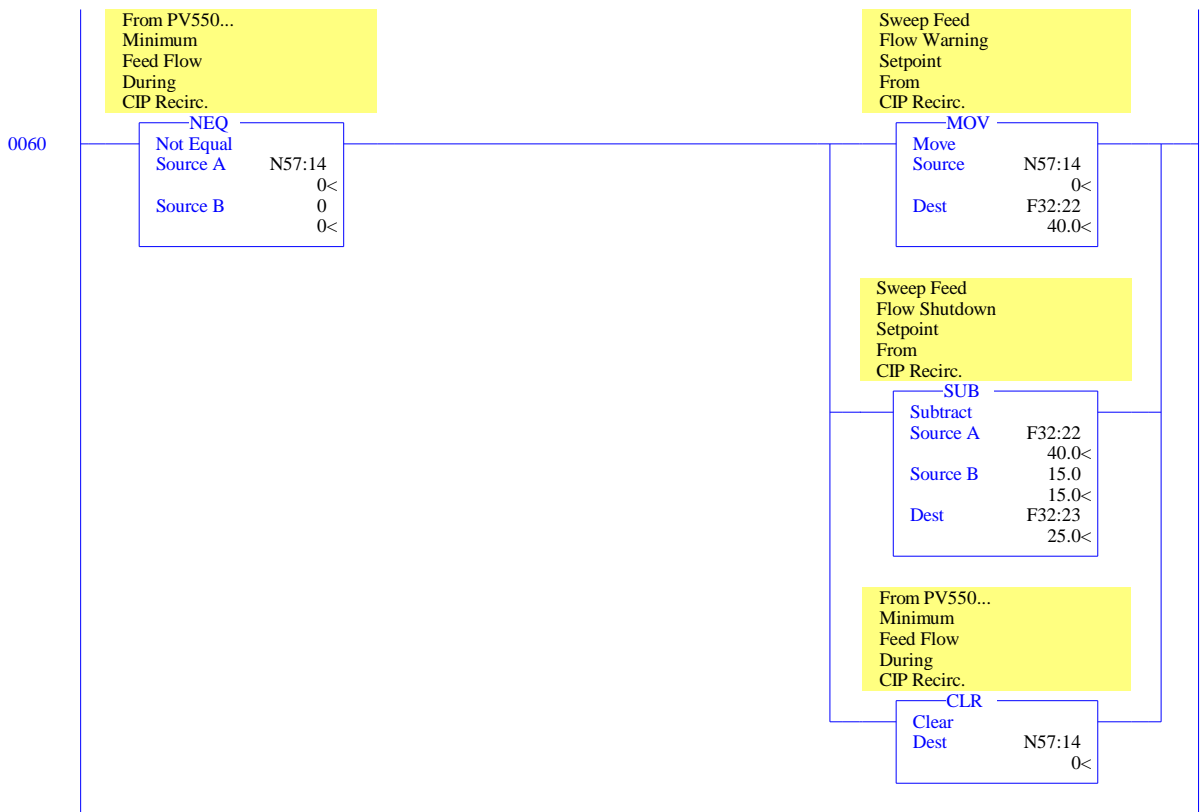 From PV550...
Minimum
Feed Flow
During
CIP Recirc.
Sweep Feed
Flow Warning
Setpoint
From
CIP Recirc.
0060
NEQ
Not Equal
Source A N57:14
0<
Source B 0
0<
MOV
Move
Source N57:14
0<
Dest F32:22
40.0<
Sweep Feed
Flow Shutdown
Setpoint
From
CIP Recirc.
SUB
Subtract
Source A F32:22
40.0<
Source B 15.0
15.0<
Dest F32:23
25.0<
From PV550...
Minimum
Feed Flow
During
CIP Recirc.
CLR
Clear
Dest N57:14
0<